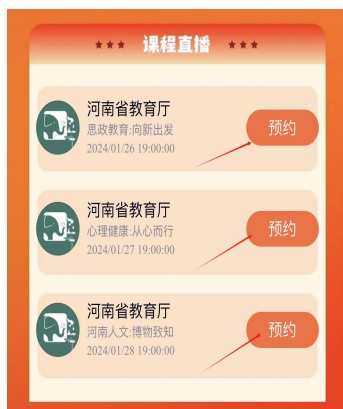 课程直播
河南省教育厅
思政教育:向新出发
2024/01/26 19:00:00
预约
河南省教育厅
心理健康:从心而行
2024/01/27 19:00:00
预约
河南省教育厅
河南人文:博物致知
2024/01/28 19:00:00
预约